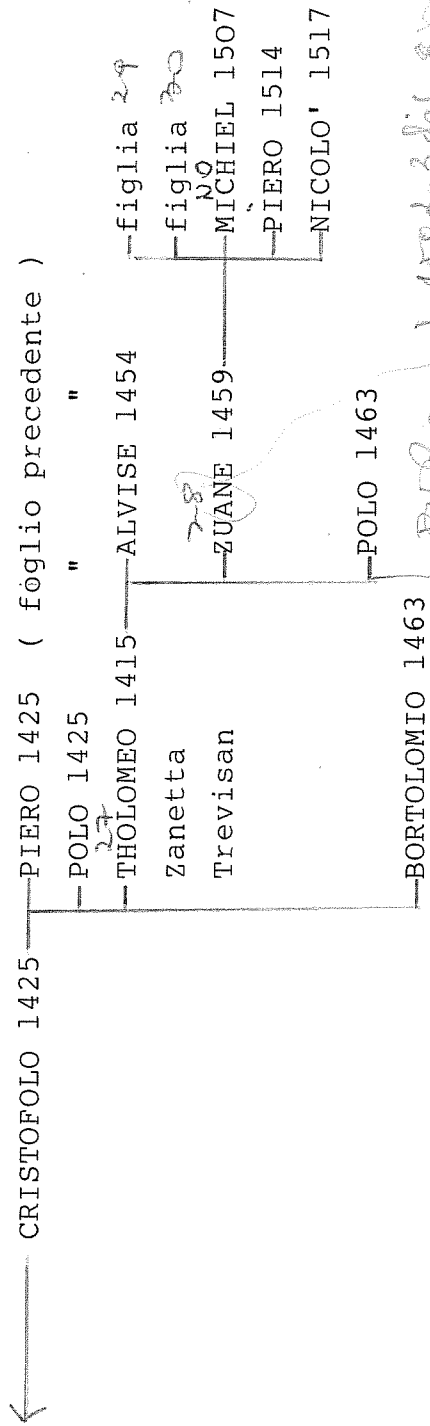 CRISTOFOLO 1425 PIERO 1425 ( foglio precedente )
POLO 1425 " "
27
THOLOMEO 1415 ALVISE 1454 figlia 29
Zanetta figlia 30
28 NO
Trevisan ZUANE 1459 MICHIEL 1507
PIERO 1514
NICOLO' 1517
POLO 1463
BORTOLOMIO 1463